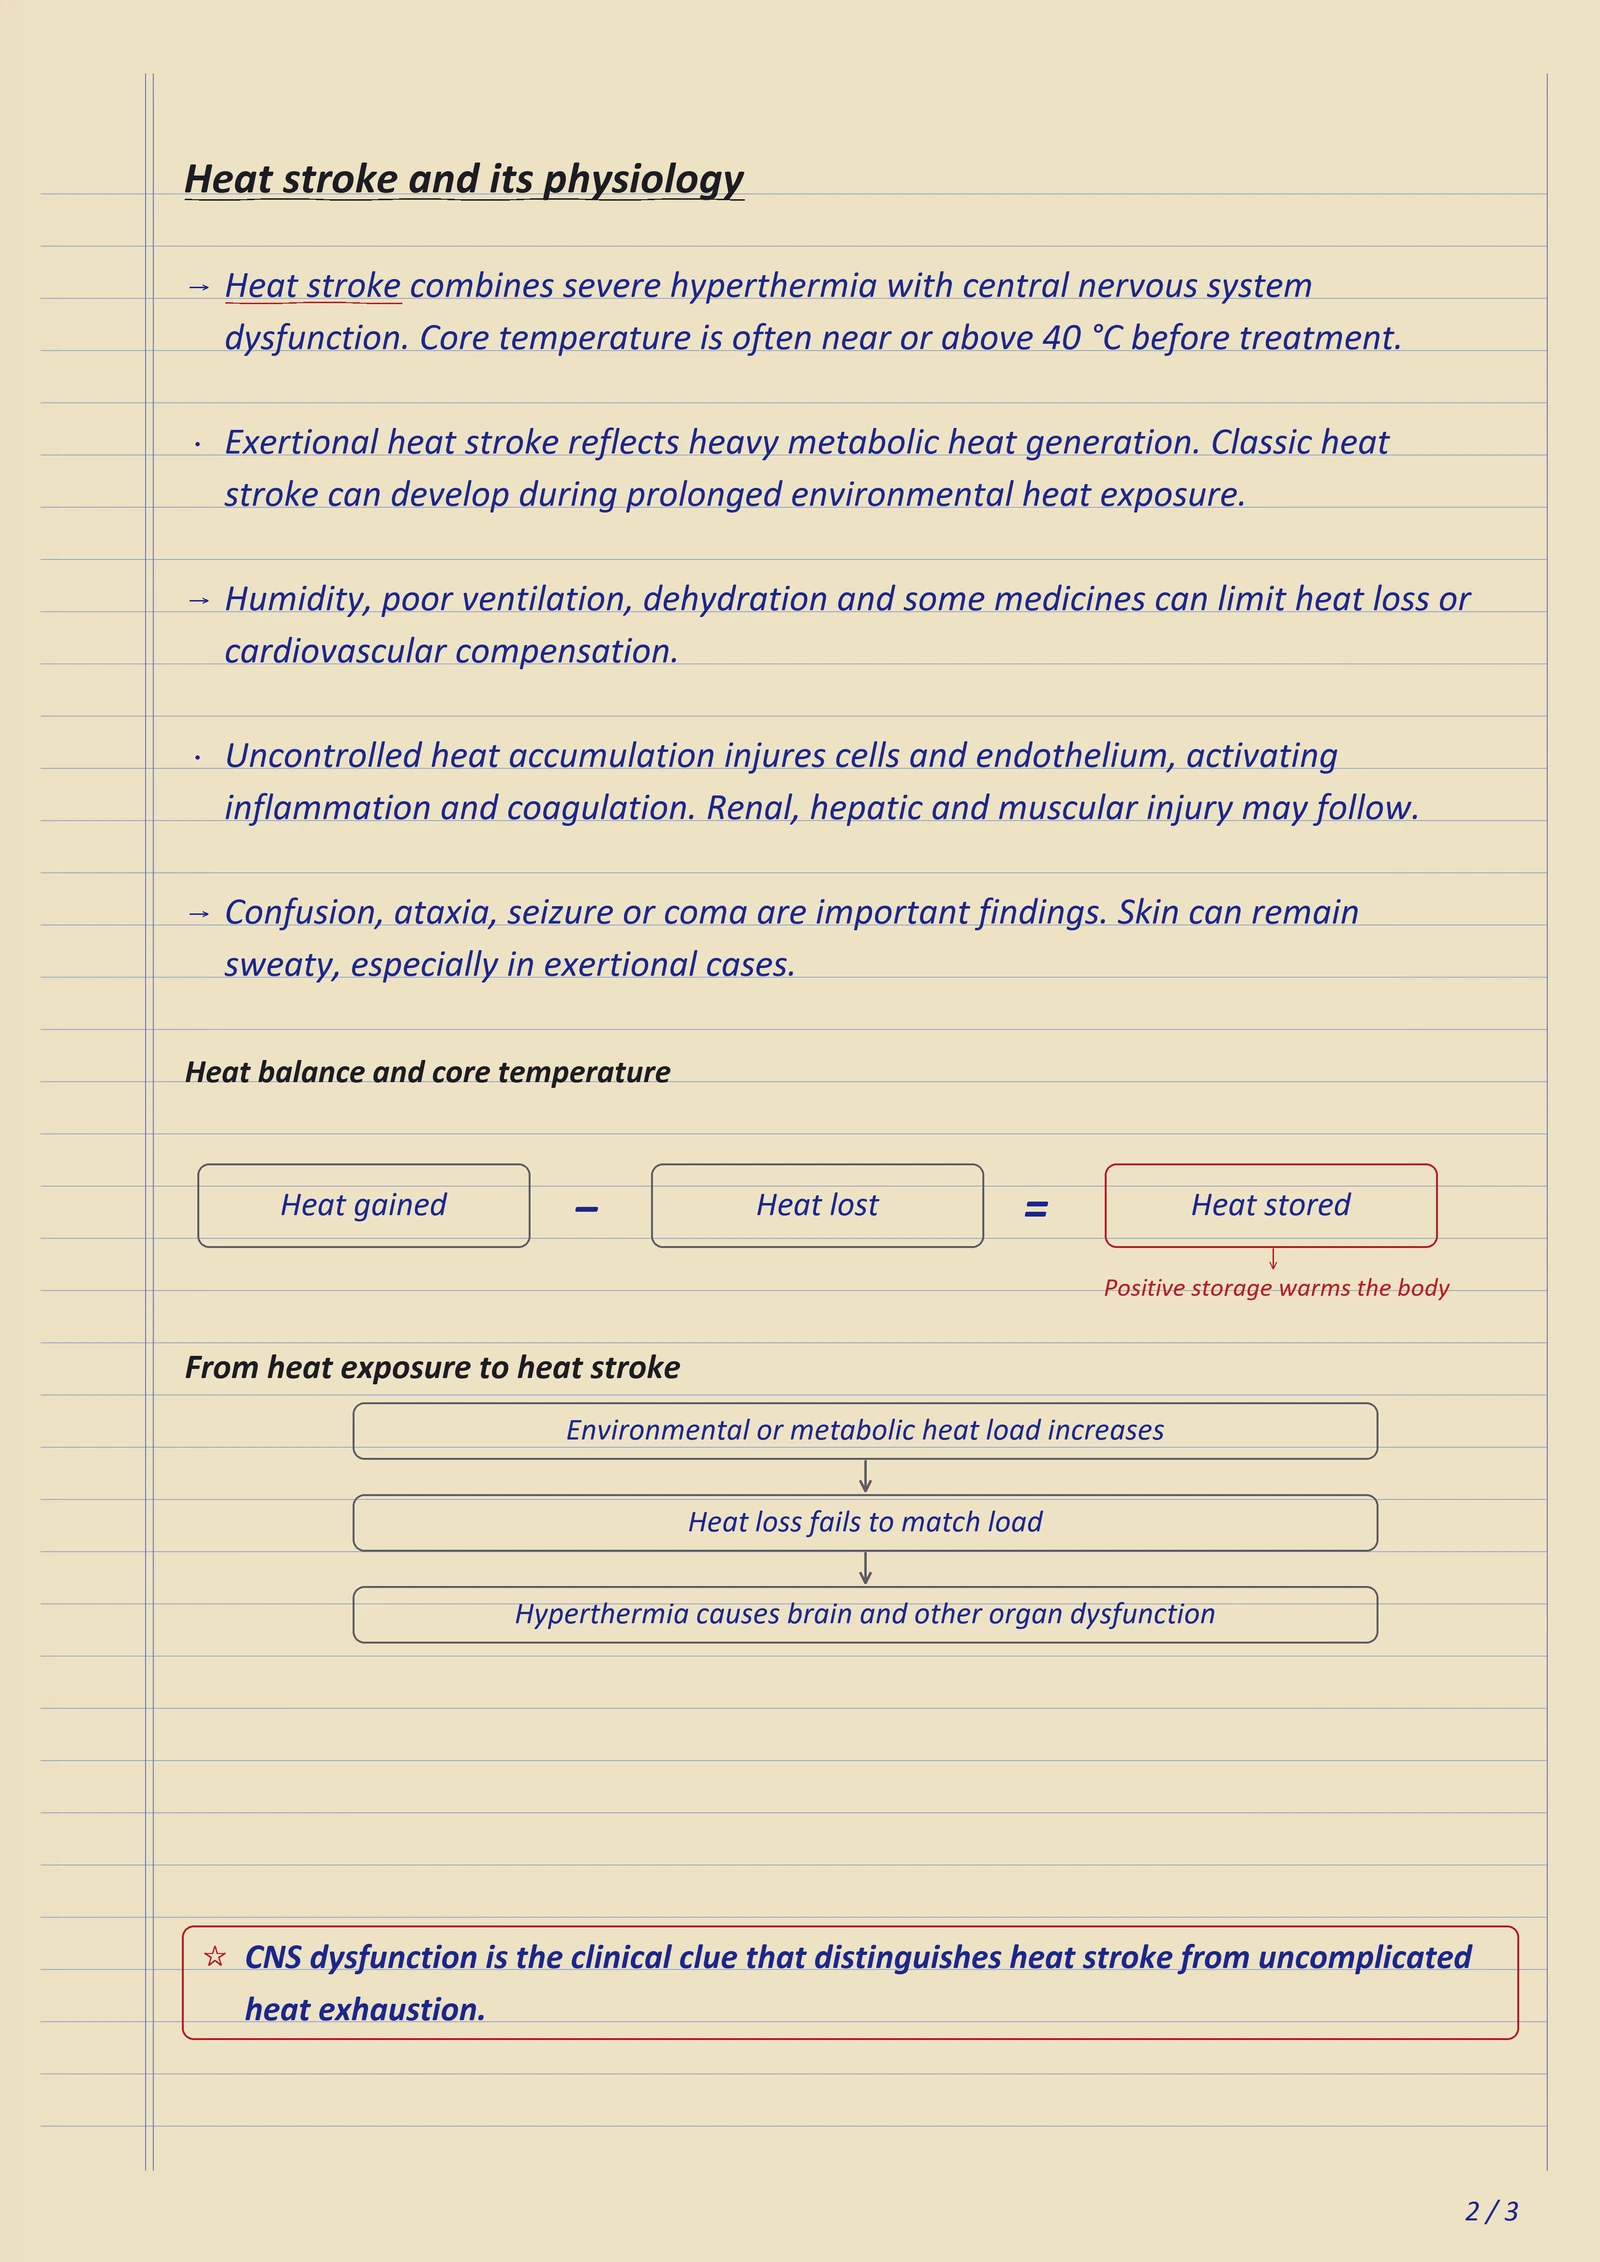 Heat stroke and its physiology
→ Heat stroke combines severe hyperthermia with central nervous system
dysfunction. Core temperature is often near or above 40 °C before treatment.
· Exertional heat stroke reflects heavy metabolic heat generation. Classic heat
stroke can develop during prolonged environmental heat exposure.
→ Humidity, poor ventilation, dehydration and some medicines can limit heat loss or
cardiovascular compensation.
· Uncontrolled heat accumulation injures cells and endothelium, activating
inflammation and coagulation. Renal, hepatic and muscular injury may follow.
→ Confusion, ataxia, seizure or coma are important findings. Skin can remain
sweaty, especially in exertional cases.
Heat balance and core temperature
Heat gained – Heat lost = Heat stored
↓
Positive storage warms the body
From heat exposure to heat stroke
Environmental or metabolic heat load increases
↓
Heat loss fails to match load
↓
Hyperthermia causes brain and other organ dysfunction
☆ CNS dysfunction is the clinical clue that distinguishes heat stroke from uncomplicated
heat exhaustion.
2 / 3